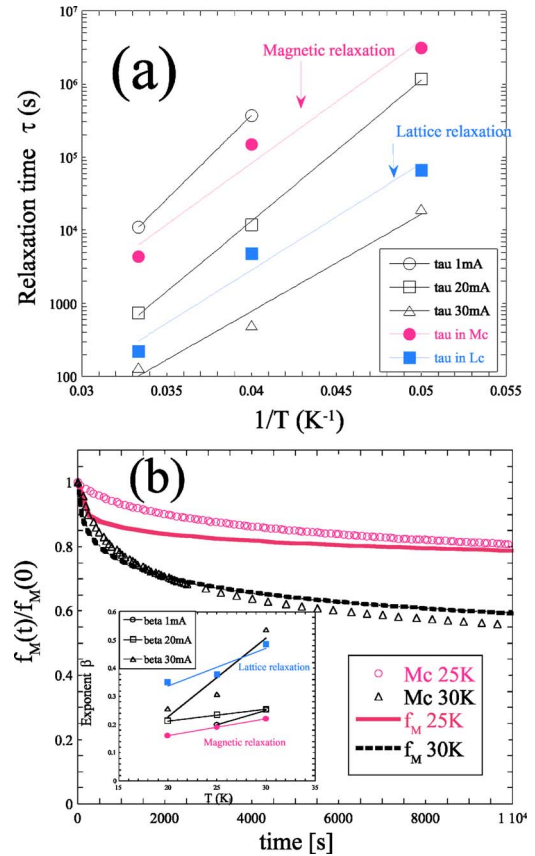 (a)
10⁷
10⁶
10⁵
10⁴
1000
100
Relaxation time τ (s)
Magnetic relaxation
Lattice relaxation
tau 1mA
tau 20mA
tau 30mA
tau in Mc
tau in Lc
0.03 0.035 0.04 0.045 0.05 0.055
1/T (K⁻¹)
(b)
1
0.8
0.6
0.4
0.2
0
f_M(t)/f_M(0)
0.6
0.5
0.4
0.3
0.2
0.1
0
Exponent β
beta 1mA
beta 20mA
beta 30mA
Lattice relaxation
Magnetic relaxation
15 20 25 30 35
T (K)
Mc 25K
Mc 30K
f_M 25K
f_M 30K
0 2000 4000 6000 8000 1 10⁴
time [s]